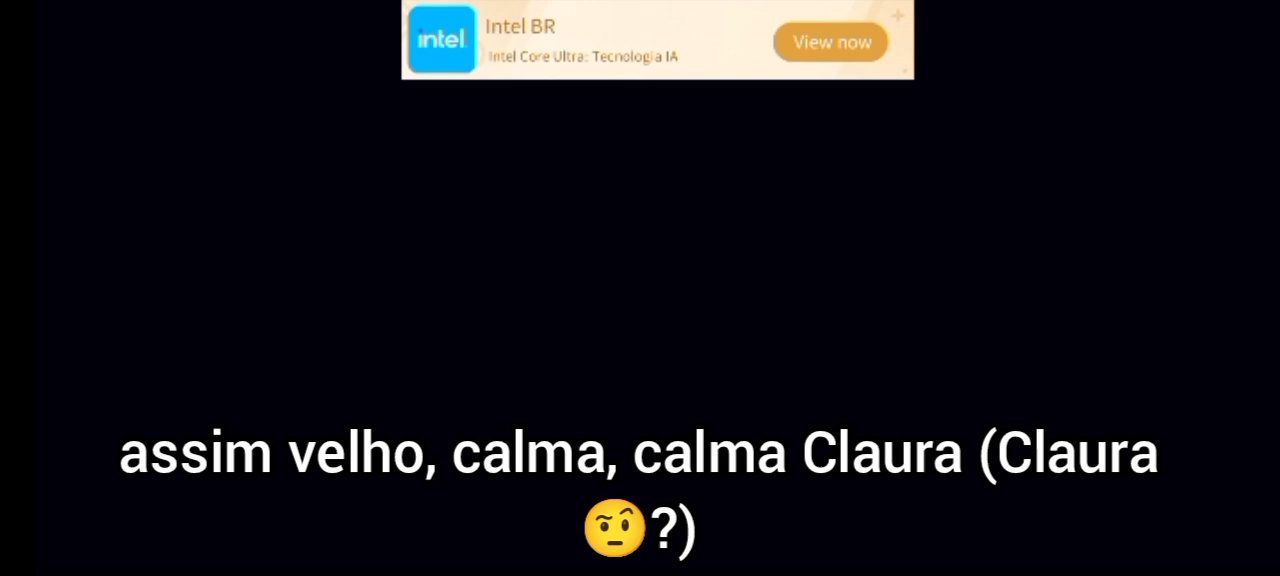 intel
Intel BR
Intel Core Ultra: Tecnologia IA
View now
assim velho, calma, calma Claura (Claura
🤨?)